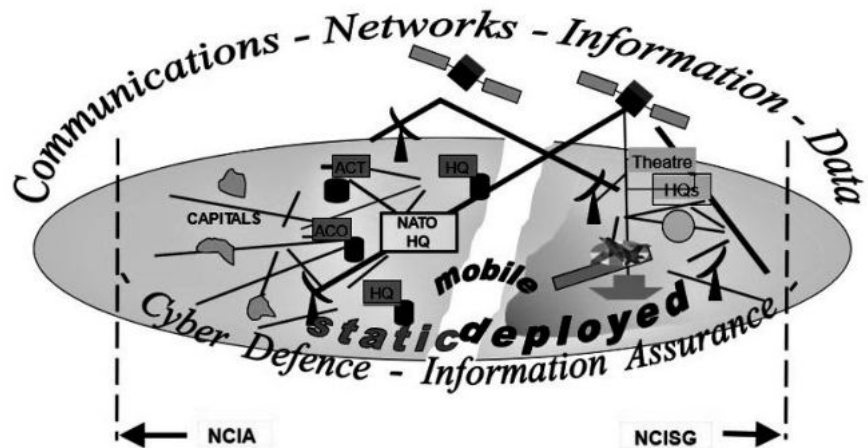 Communications - Networks - Information - Data
Theatre
ACT
HQ
HQs
CAPITALS
NATO
HQ
ACO
mobile
HQ
static
deployed
Cyber Defence - Information Assurance
NCIA
NCISG